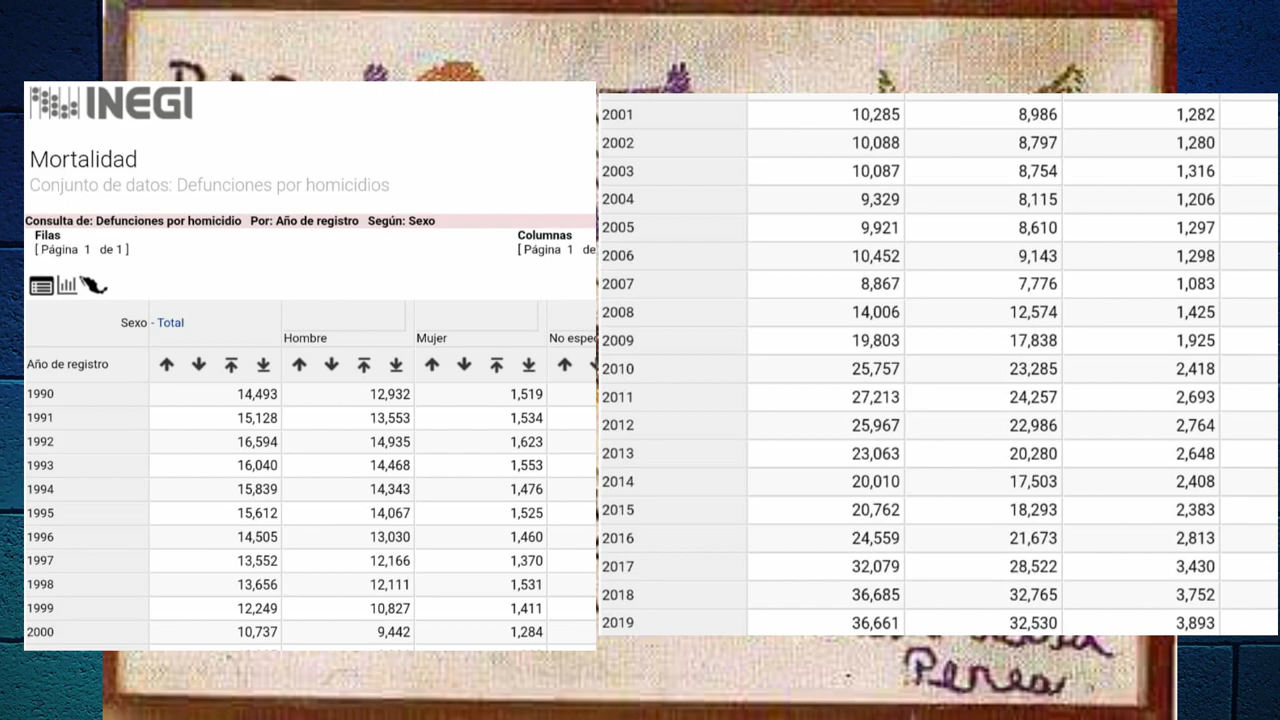 INEGI
Mortalidad
Conjunto de datos: Defunciones por homicidios
Consulta de: Defunciones por homicidio Por: Año de registro Según: Sexo
Filas Columnas
[ Página 1 de 1 ] [ Página 1 de
Sexo - Total
Hombre Mujer No espec
Año de registro
1990 14,493 12,932 1,519
1991 15,128 13,553 1,534
1992 16,594 14,935 1,623
1993 16,040 14,468 1,553
1994 15,839 14,343 1,476
1995 15,612 14,067 1,525
1996 14,505 13,030 1,460
1997 13,552 12,166 1,370
1998 13,656 12,111 1,531
1999 12,249 10,827 1,411
2000 10,737 9,442 1,284
2001 10,285 8,986 1,282
2002 10,088 8,797 1,280
2003 10,087 8,754 1,316
2004 9,329 8,115 1,206
2005 9,921 8,610 1,297
2006 10,452 9,143 1,298
2007 8,867 7,776 1,083
2008 14,006 12,574 1,425
2009 19,803 17,838 1,925
2010 25,757 23,285 2,418
2011 27,213 24,257 2,693
2012 25,967 22,986 2,764
2013 23,063 20,280 2,648
2014 20,010 17,503 2,408
2015 20,762 18,293 2,383
2016 24,559 21,673 2,813
2017 32,079 28,522 3,430
2018 36,685 32,765 3,752
2019 36,661 32,530 3,893
Perea